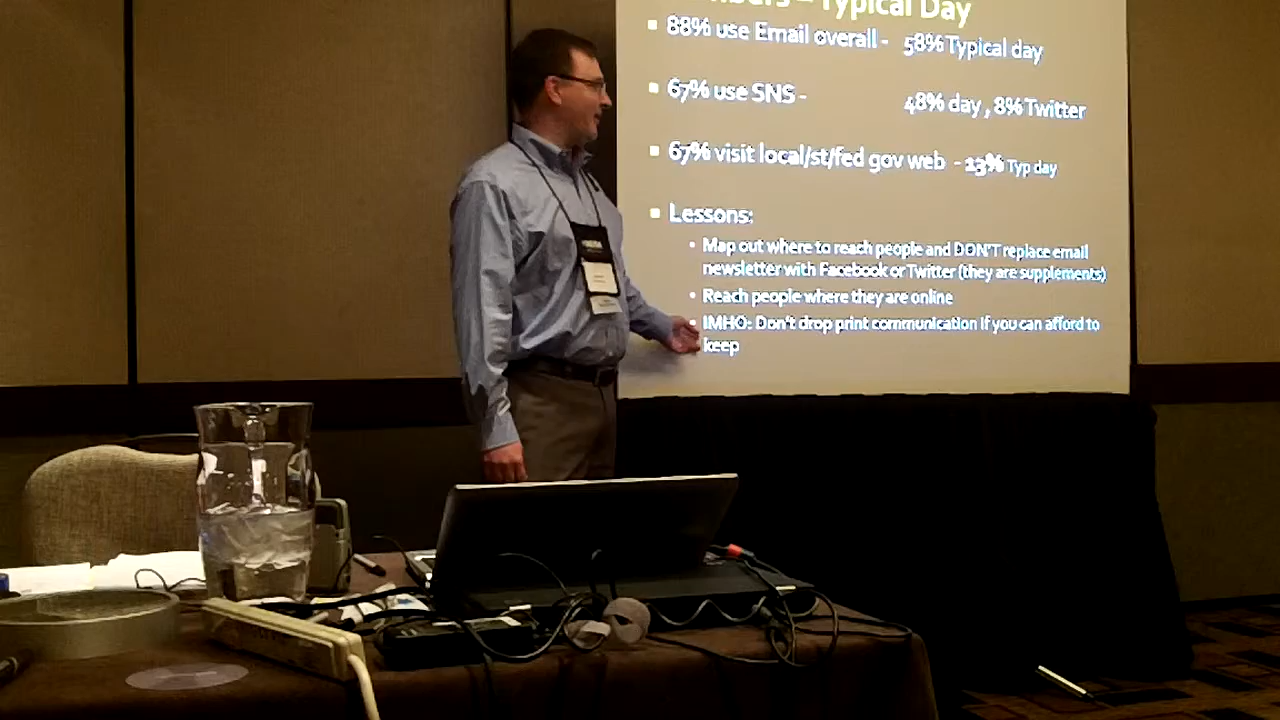 Typical Day
88% use Email overall - 58% Typical day
67% use SNS - 48% day , 8% Twitter
67% visit local/st/fed gov web - 13% Typ day
Lessons:
Map out where to reach people and DON'T replace email
newsletter with Facebook or Twitter (they are supplements)
Reach people where they are online
IMHO: Don't drop print communication if you can afford to
keep